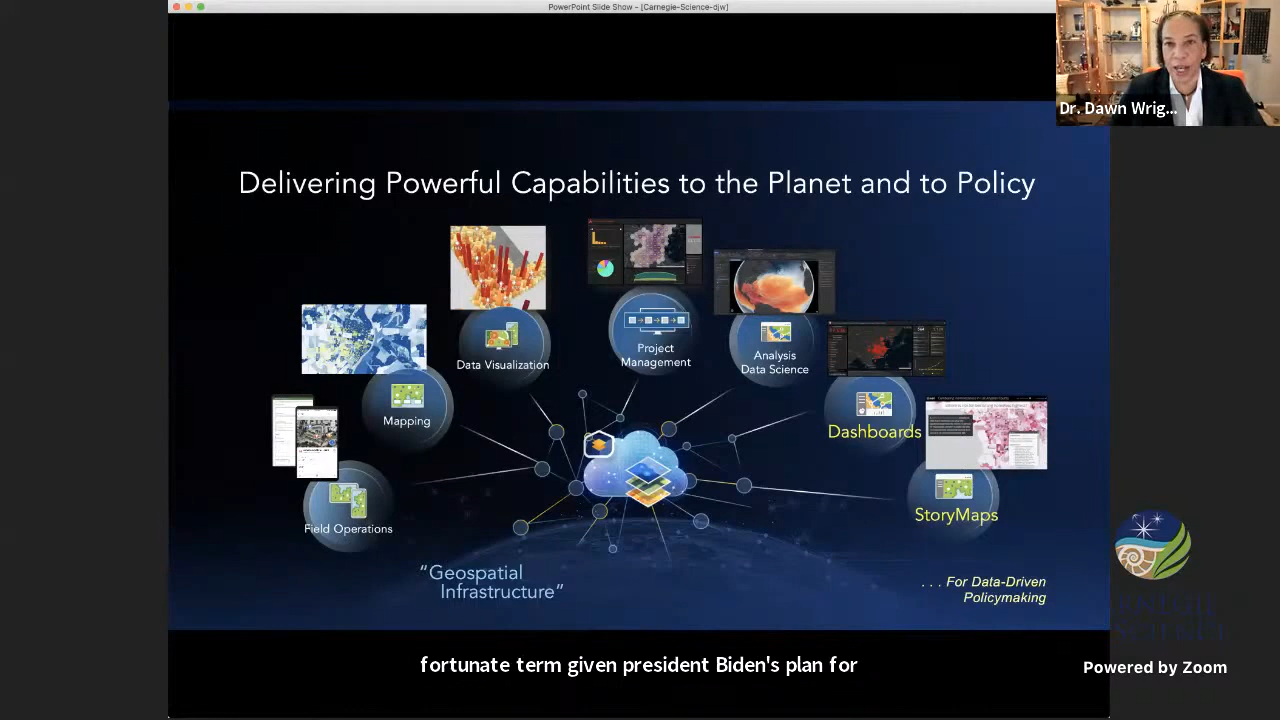 PowerPoint Slide Show - [Carnegie-Science-djw]
Dr. Dawn Wrig...
Delivering Powerful Capabilities to the Planet and to Policy
Data Visualization
Project
Management
Analysis
Data Science
Mapping
Dashboards
Field Operations
StoryMaps
“Geospatial
Infrastructure”
. . . For Data-Driven
Policymaking
fortunate term given president Biden's plan for
Powered by Zoom